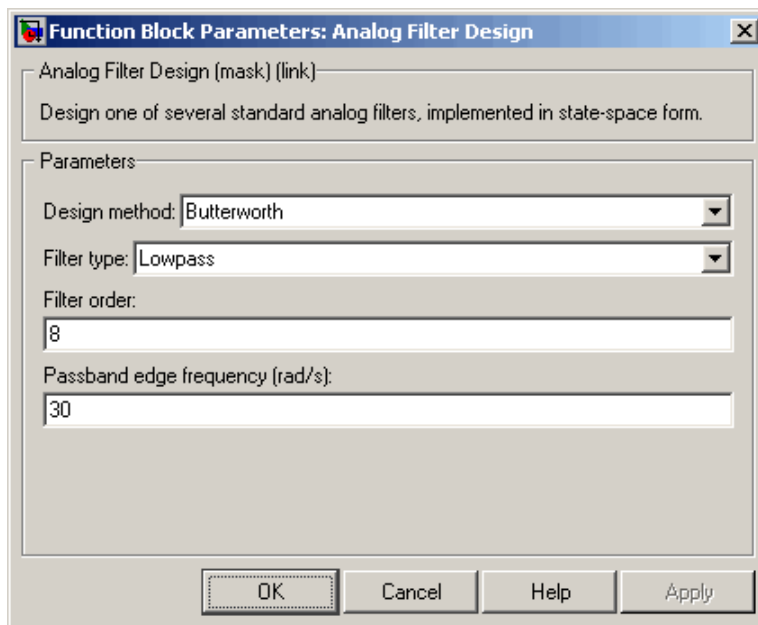 Function Block Parameters: Analog Filter Design
Analog Filter Design (mask) (link)
Design one of several standard analog filters, implemented in state-space form.
Parameters
Design method: Butterworth
Filter type: Lowpass
Filter order:
8
Passband edge frequency (rad/s):
30
OK Cancel Help Apply